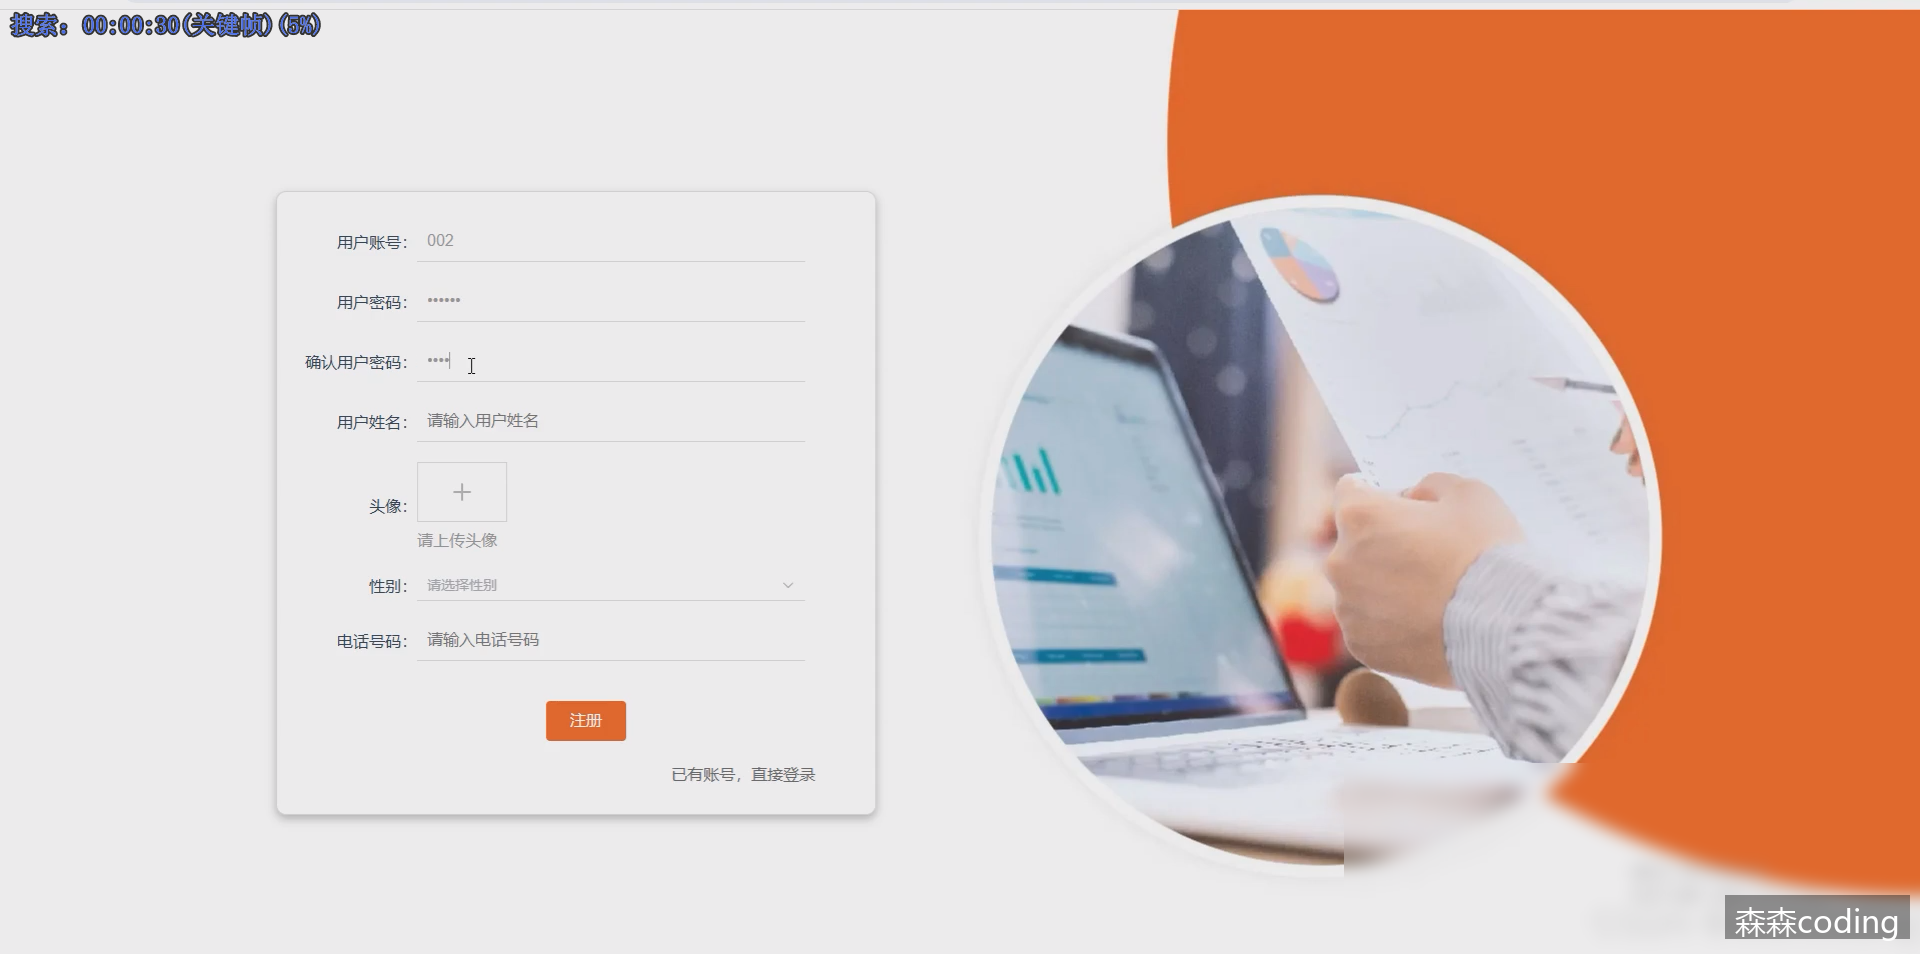 搜索: 00:00:30(关键帧)(5%)
用户账号: 002
用户密码: ••••••
确认用户密码: ••••
用户姓名: 请输入用户姓名
头像:
请上传头像
性别: 请选择性别
电话号码: 请输入电话号码
注册
已有账号，直接登录
森森coding